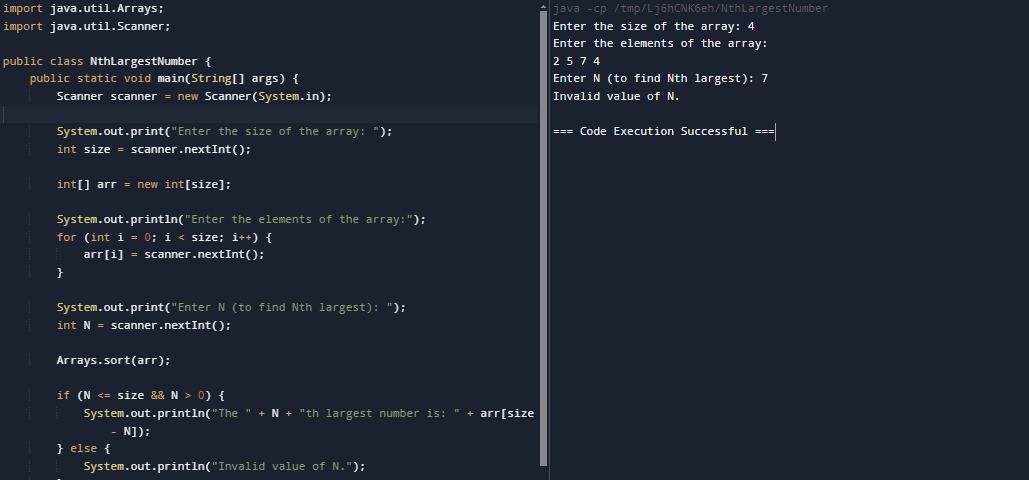 import java.util.Arrays;
import java.util.Scanner;
public class NthLargestNumber {
public static void main(String[] args) {
Scanner scanner = new Scanner(System.in);
System.out.print("Enter the size of the array: ");
int size = scanner.nextInt();
int[] arr = new int[size];
System.out.println("Enter the elements of the array:");
for (int i = 0; i < size; i++) {
arr[i] = scanner.nextInt();
}
System.out.print("Enter N (to find Nth largest): ");
int N = scanner.nextInt();
Arrays.sort(arr);
if (N <= size && N > 0) {
System.out.println("The " + N + "th largest number is: " + arr[size
- N]);
} else {
System.out.println("Invalid value of N.");
java -cp /tmp/Lj6hCNK6eh/NthLargestNumber
Enter the size of the array: 4
Enter the elements of the array:
2 5 7 4
Enter N (to find Nth largest): 7
Invalid value of N.
=== Code Execution Successful ===